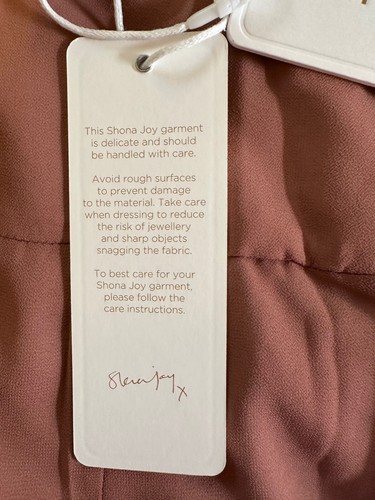 This Shona Joy garment
is delicate and should
be handled with care.
Avoid rough surfaces
to prevent damage
to the material. Take care
when dressing to reduce
the risk of jewellery
and sharp objects
snagging the fabric.
To best care for your
Shona Joy garment,
please follow the
care instructions.
Shona Joy
x